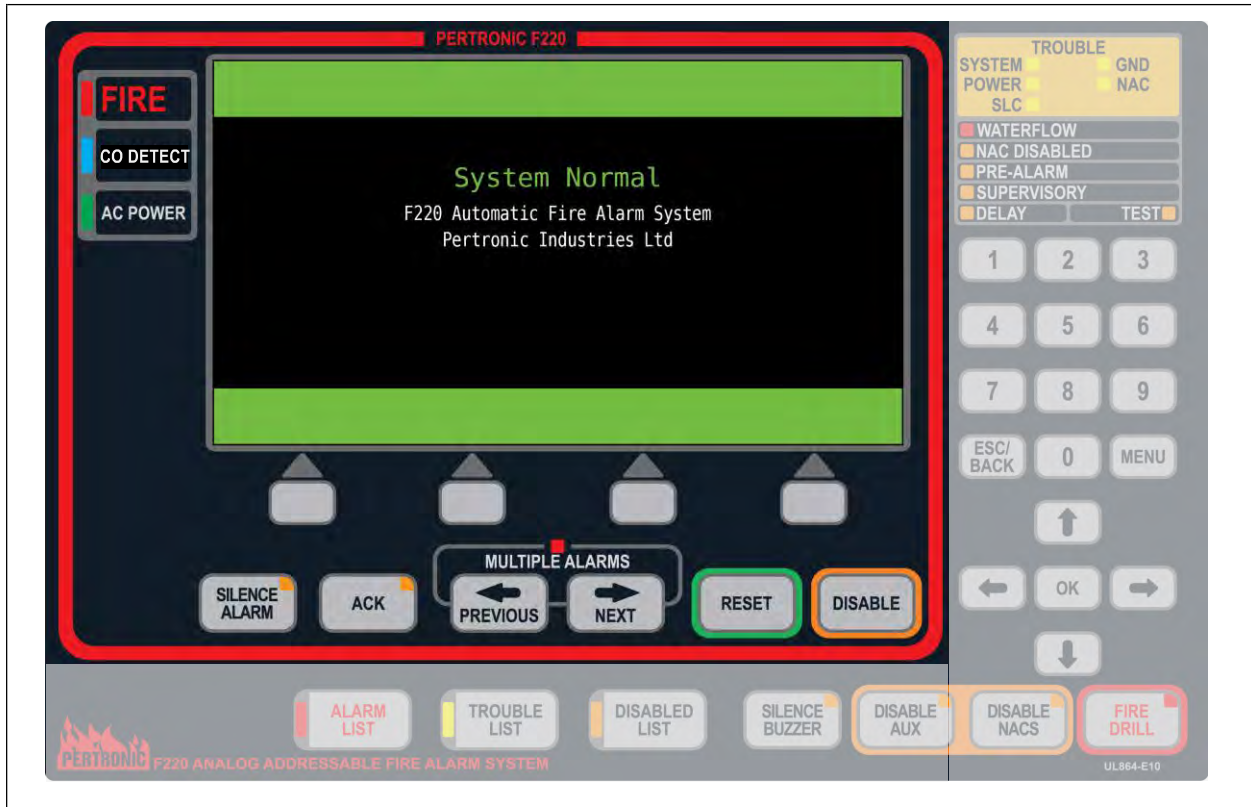 PERTRONIC F220
FIRE
CO DETECT
AC POWER
System Normal
F220 Automatic Fire Alarm System
Pertronic Industries Ltd
MULTIPLE ALARMS
SILENCE
ALARM
ACK
PREVIOUS
NEXT
RESET
DISABLE
TROUBLE
SYSTEM GND
POWER NAC
SLC
WATERFLOW
NAC DISABLED
PRE-ALARM
SUPERVISORY
DELAY TEST
1 2 3
4 5 6
7 8 9
ESC/
BACK
0
MENU
OK
ALARM
LIST
TROUBLE
LIST
DISABLED
LIST
SILENCE
BUZZER
DISABLE
AUX
DISABLE
NACS
FIRE
DRILL
PERTRONIC
F220 ANALOG ADDRESSABLE FIRE ALARM SYSTEM
UL864-E10